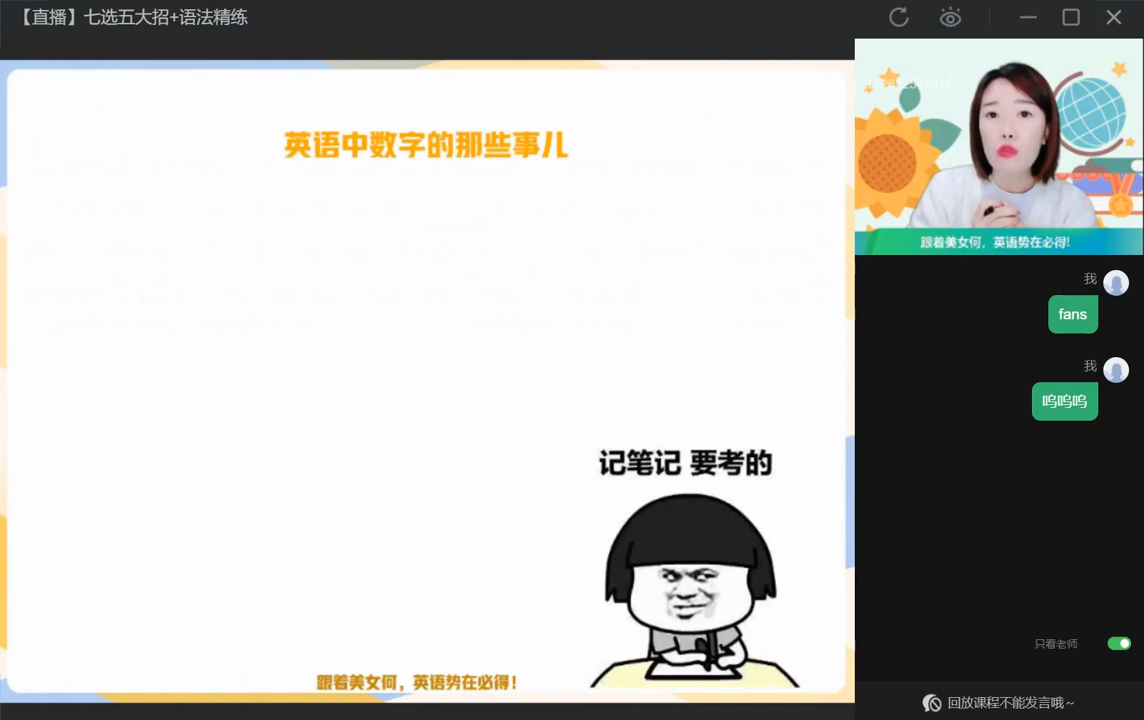 【直播】七选五大招+语法精练
英语中数字的那些事儿
记笔记 要考的
跟着美女何，英语势在必得！
跟着美女何，英语势在必得!
我
fans
我
呜呜呜
只看老师
回放课程不能发言哦~